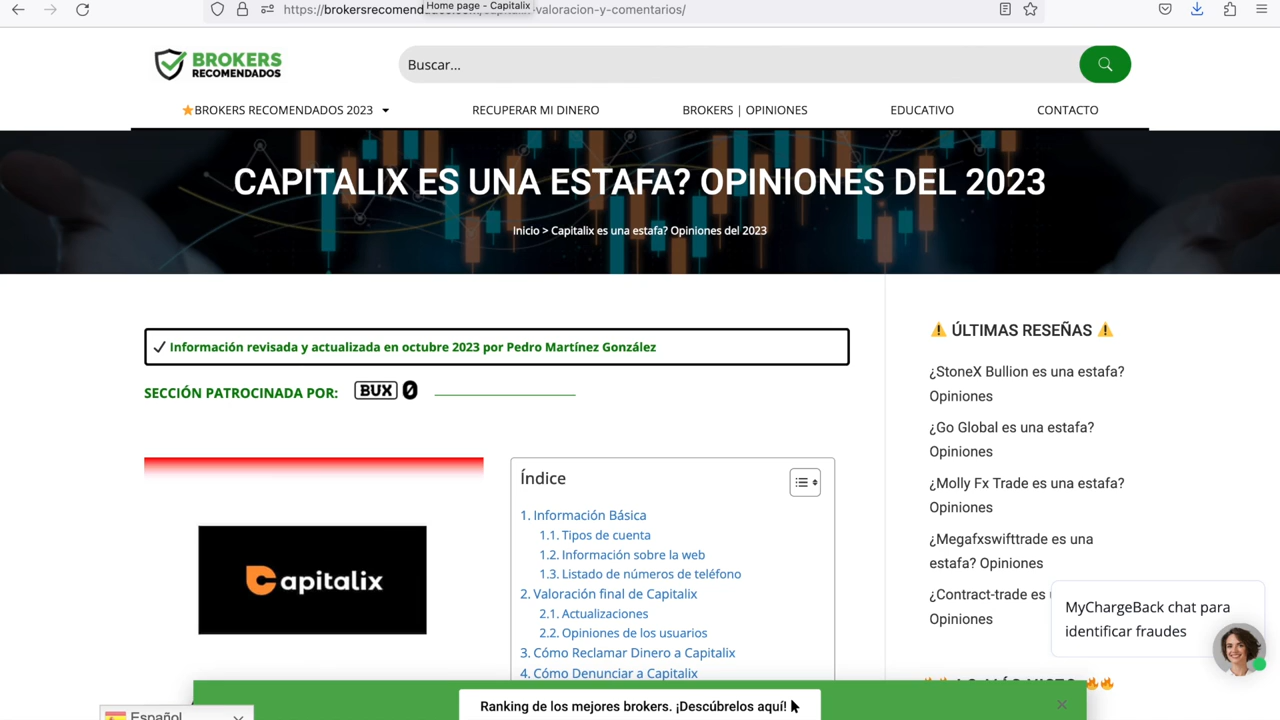 Home page - Capitalix
https://brokersrecomend
-valoracion-y-comentarios/
BROKERS
RECOMENDADOS
Buscar...
BROKERS RECOMENDADOS 2023
RECUPERAR MI DINERO
BROKERS | OPINIONES
EDUCATIVO
CONTACTO
CAPITALIX ES UNA ESTAFA? OPINIONES DEL 2023
Inicio > Capitalix es una estafa? Opiniones del 2023
Información revisada y actualizada en octubre 2023 por Pedro Martínez González
SECCIÓN PATROCINADA POR: BUX 0
Capitalix
Índice
1. Información Básica
1.1. Tipos de cuenta
1.2. Información sobre la web
1.3. Listado de números de teléfono
2. Valoración final de Capitalix
2.1. Actualizaciones
2.2. Opiniones de los usuarios
3. Cómo Reclamar Dinero a Capitalix
4. Cómo Denunciar a Capitalix
ÚLTIMAS RESEÑAS
¿StoneX Bullion es una estafa?
Opiniones
¿Go Global es una estafa?
Opiniones
¿Molly Fx Trade es una estafa?
Opiniones
¿Megafxswifttrade es una
estafa? Opiniones
¿Contract-trade es
Opiniones
MyChargeBack chat para
identificar fraudes
Ranking de los mejores brokers. ¡Descúbrelos aquí!
Español